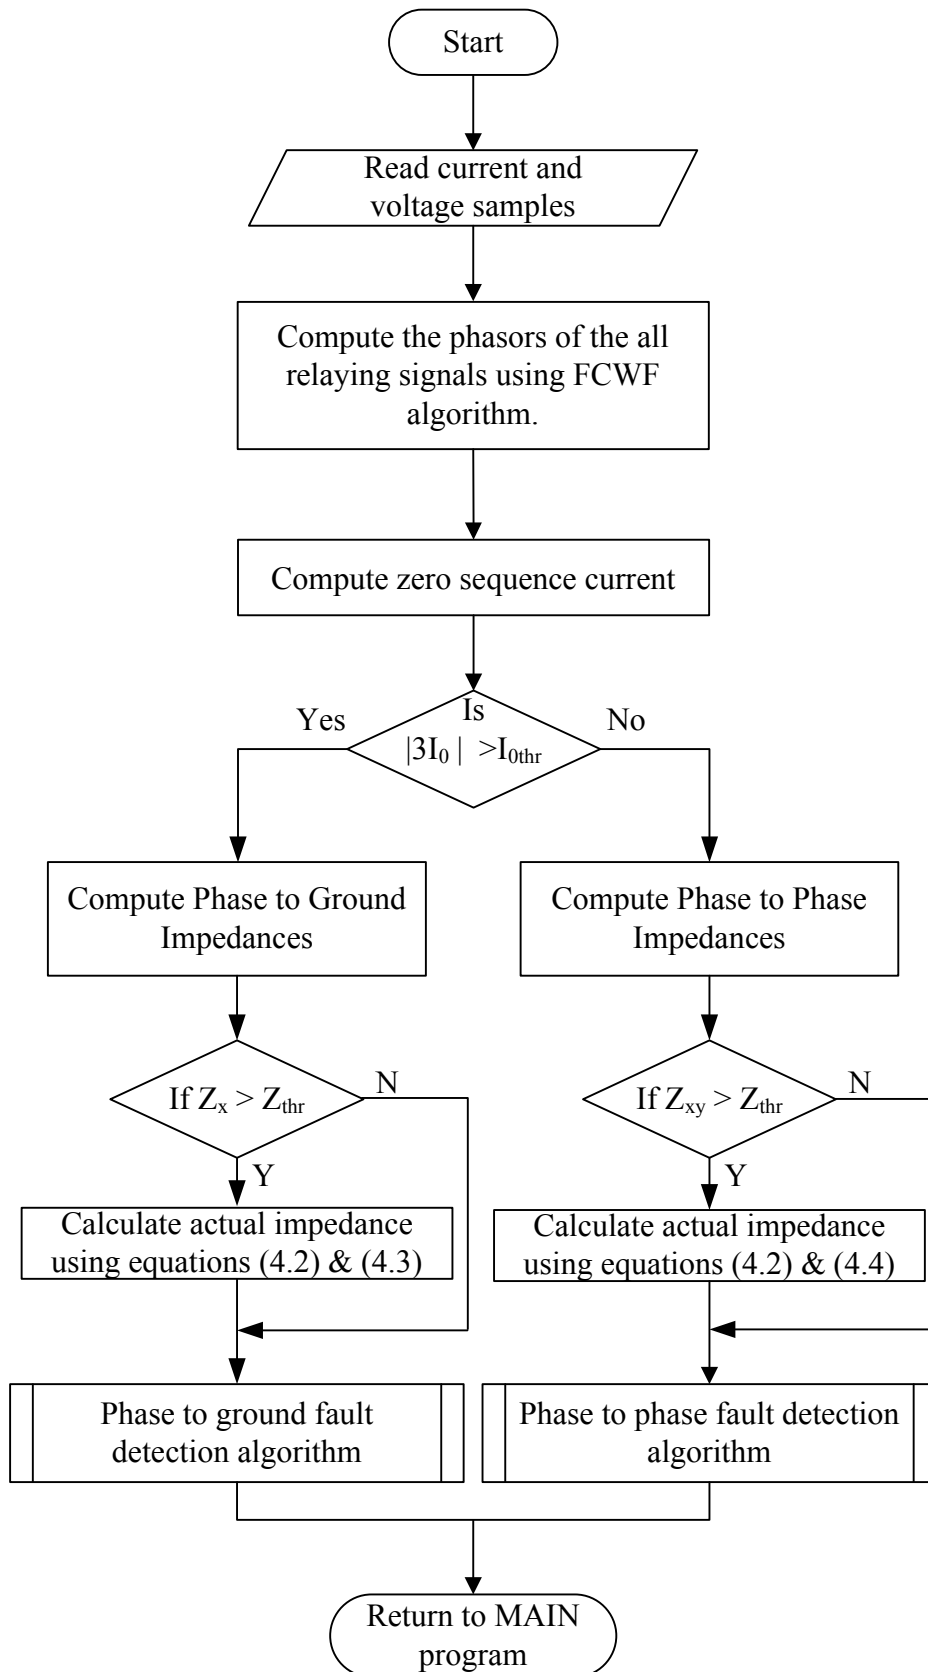 Start
Read current and
voltage samples
Compute the phasors of the all
relaying signals using FCWF
algorithm.
Compute zero sequence current
Yes
Is
|3I₀ | >I₀thr
No
Compute Phase to Ground
Impedances
Compute Phase to Phase
Impedances
If Zx > Zthr
N
If Zxy > Zthr
N
Y
Y
Calculate actual impedance
using equations (4.2) & (4.3)
Calculate actual impedance
using equations (4.2) & (4.4)
Phase to ground fault
detection algorithm
Phase to phase fault detection
algorithm
Return to MAIN
program